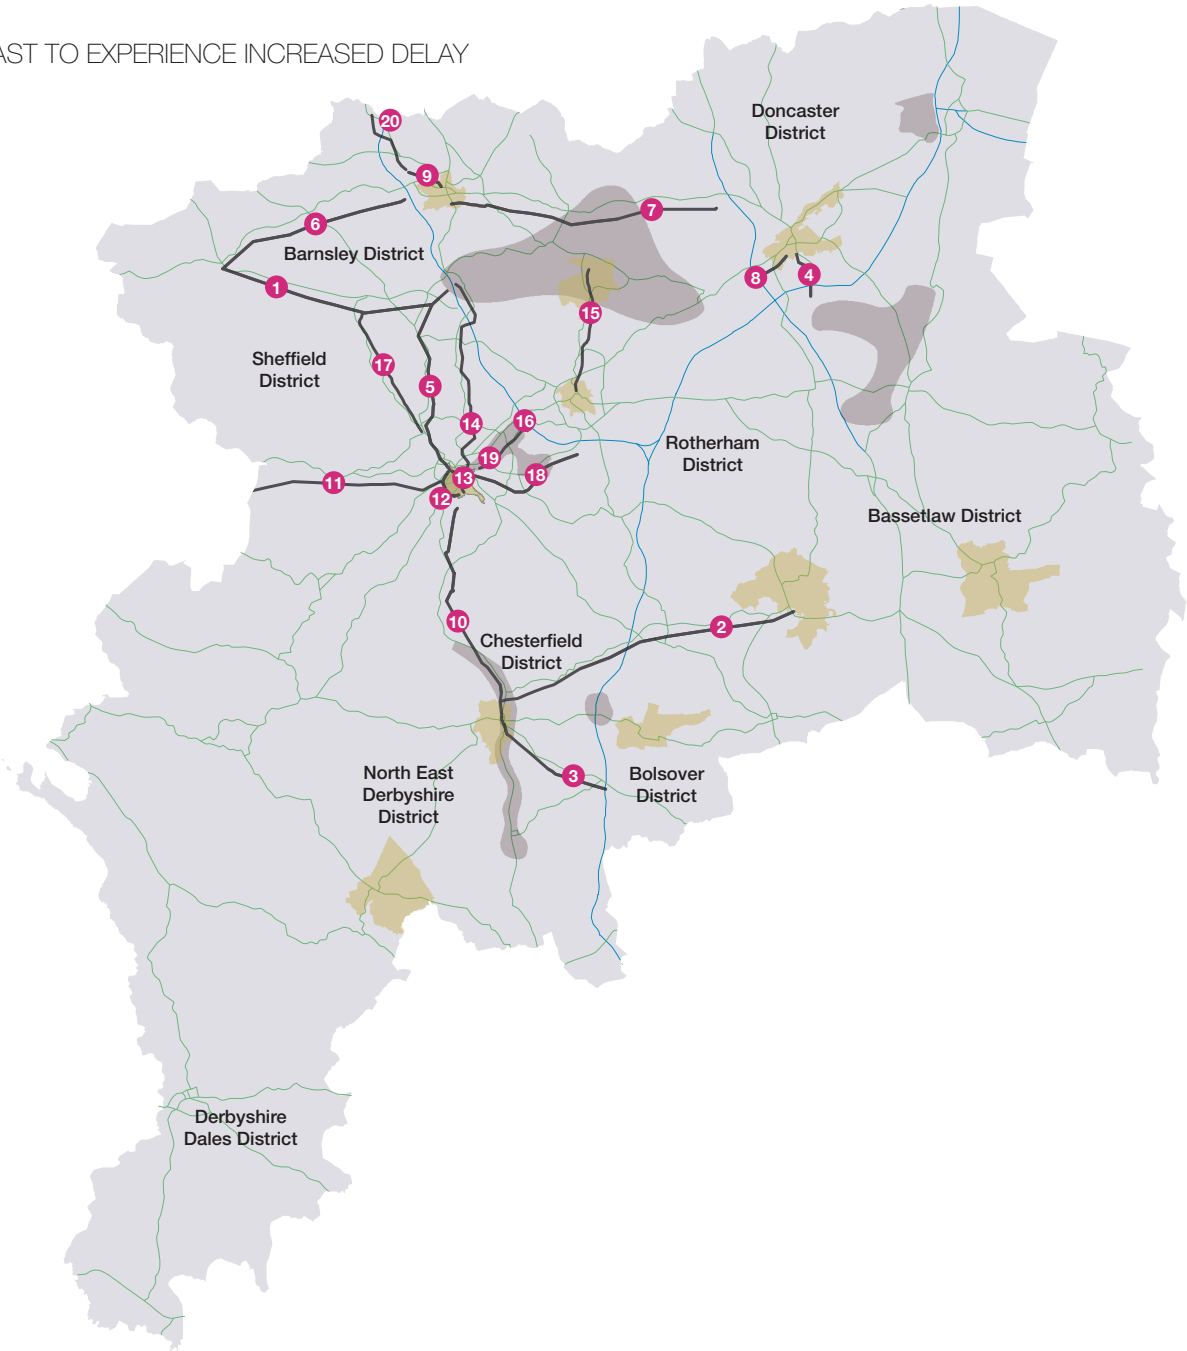 AST TO EXPERIENCE INCREASED DELAY
Doncaster
District
20
9
7
6
Barnsley District
8
4
1
15
Sheffield
District
17
5
14
16
Rotherham
District
19
18
13
11
12
Bassetlaw District
10
2
Chesterfield
District
North East
Derbyshire
District
3
Bolsover
District
Derbyshire
Dales District